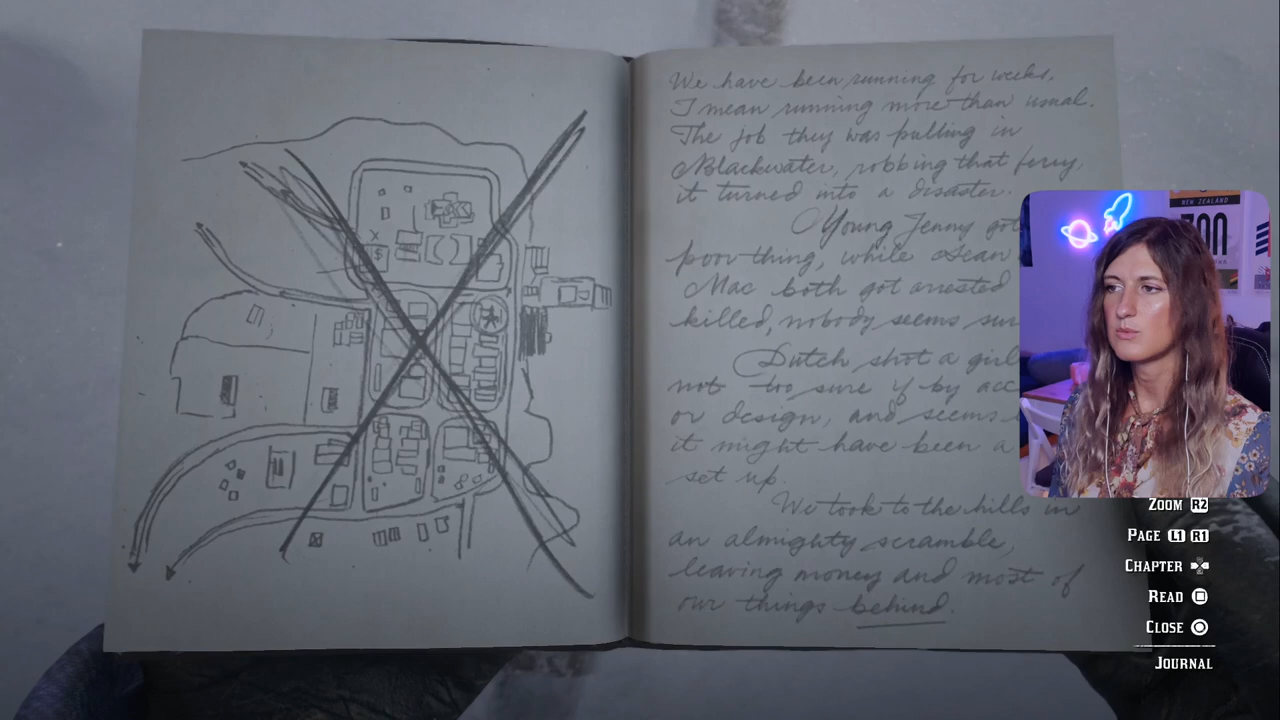 We have been running for weeks,
I mean running more than usual.
The job they was pulling in
Blackwater, robbing that ferry,
it turned into a disaster.
Young Jenny got
poor thing, while Sean
Mac both got arrested
killed, nobody seems
Dutch shot a girl
not too sure if by
or design, and seems
it might have been a
set up.
We took to the hills in
an almighty scramble,
leaving money and most of
our things behind.
$
NEW ZEALAND
ZOOM R2
PAGE L1 R1
CHAPTER
READ
CLOSE
JOURNAL